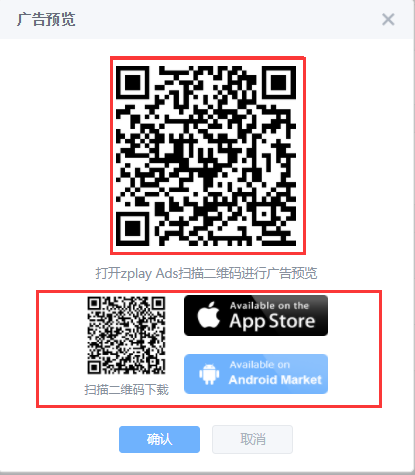 广告预览
打开zplay Ads扫描二维码进行广告预览
Available on the
App Store
扫描二维码下载
Available on
Android Market
确认
取消